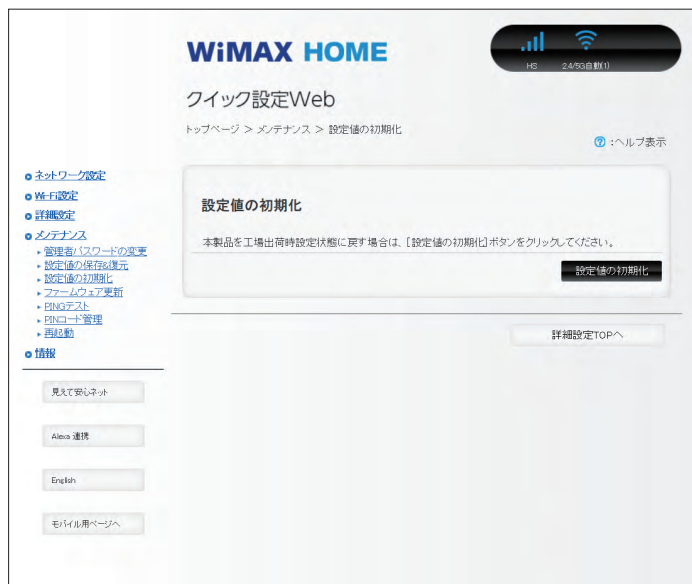 WiMAX HOME
HS 2.4/5G自動(1)
クイック設定Web
トップページ > メンテナンス > 設定値の初期化
?:ヘルプ表示
ネットワーク設定
Wi-Fi設定
詳細設定
メンテナンス
管理者パスワードの変更
設定値の保存&復元
設定値の初期化
ファームウェア更新
PINGテスト
PINコード管理
再起動
情報
見えて安心ネット
Alexa 連携
English
モバイル用ページへ
設定値の初期化
本製品を工場出荷時設定状態に戻す場合は、[設定値の初期化]ボタンをクリックしてください。
設定値の初期化
詳細設定TOPへ